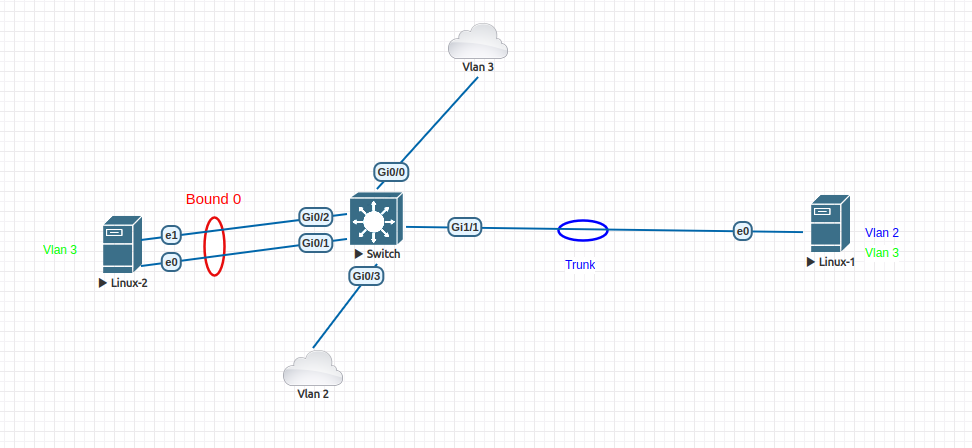 Vlan 3
Gi0/0
Bound 0
Gi0/2
e1
Gi1/1
e0
Vlan 2
Gi0/1
Vlan 3
Switch
Vlan 3
e0
Trunk
Linux-1
Gi0/3
Linux-2
Vlan 2